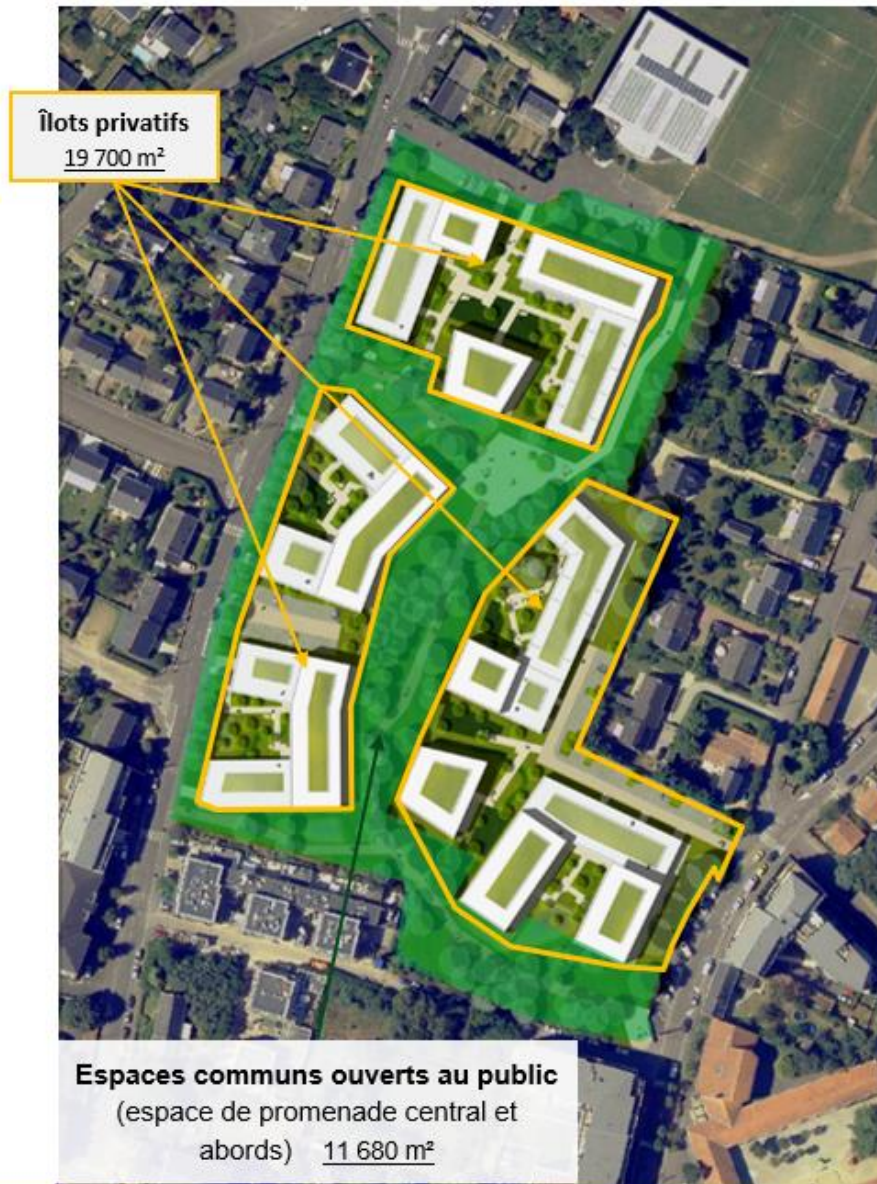 Îlots privatifs
19 700 m²
Espaces communs ouverts au public
(espace de promenade central et
abords) 11 680 m²